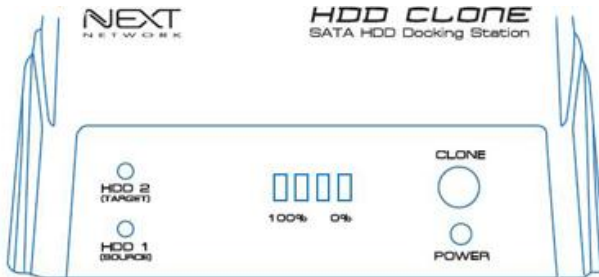 NEXT
NETWORK
HDD CLONE
SATA HDD Docking Station
HDD 2
(TARGET)
HDD 1
(SOURCE)
100% 0%
CLONE
POWER